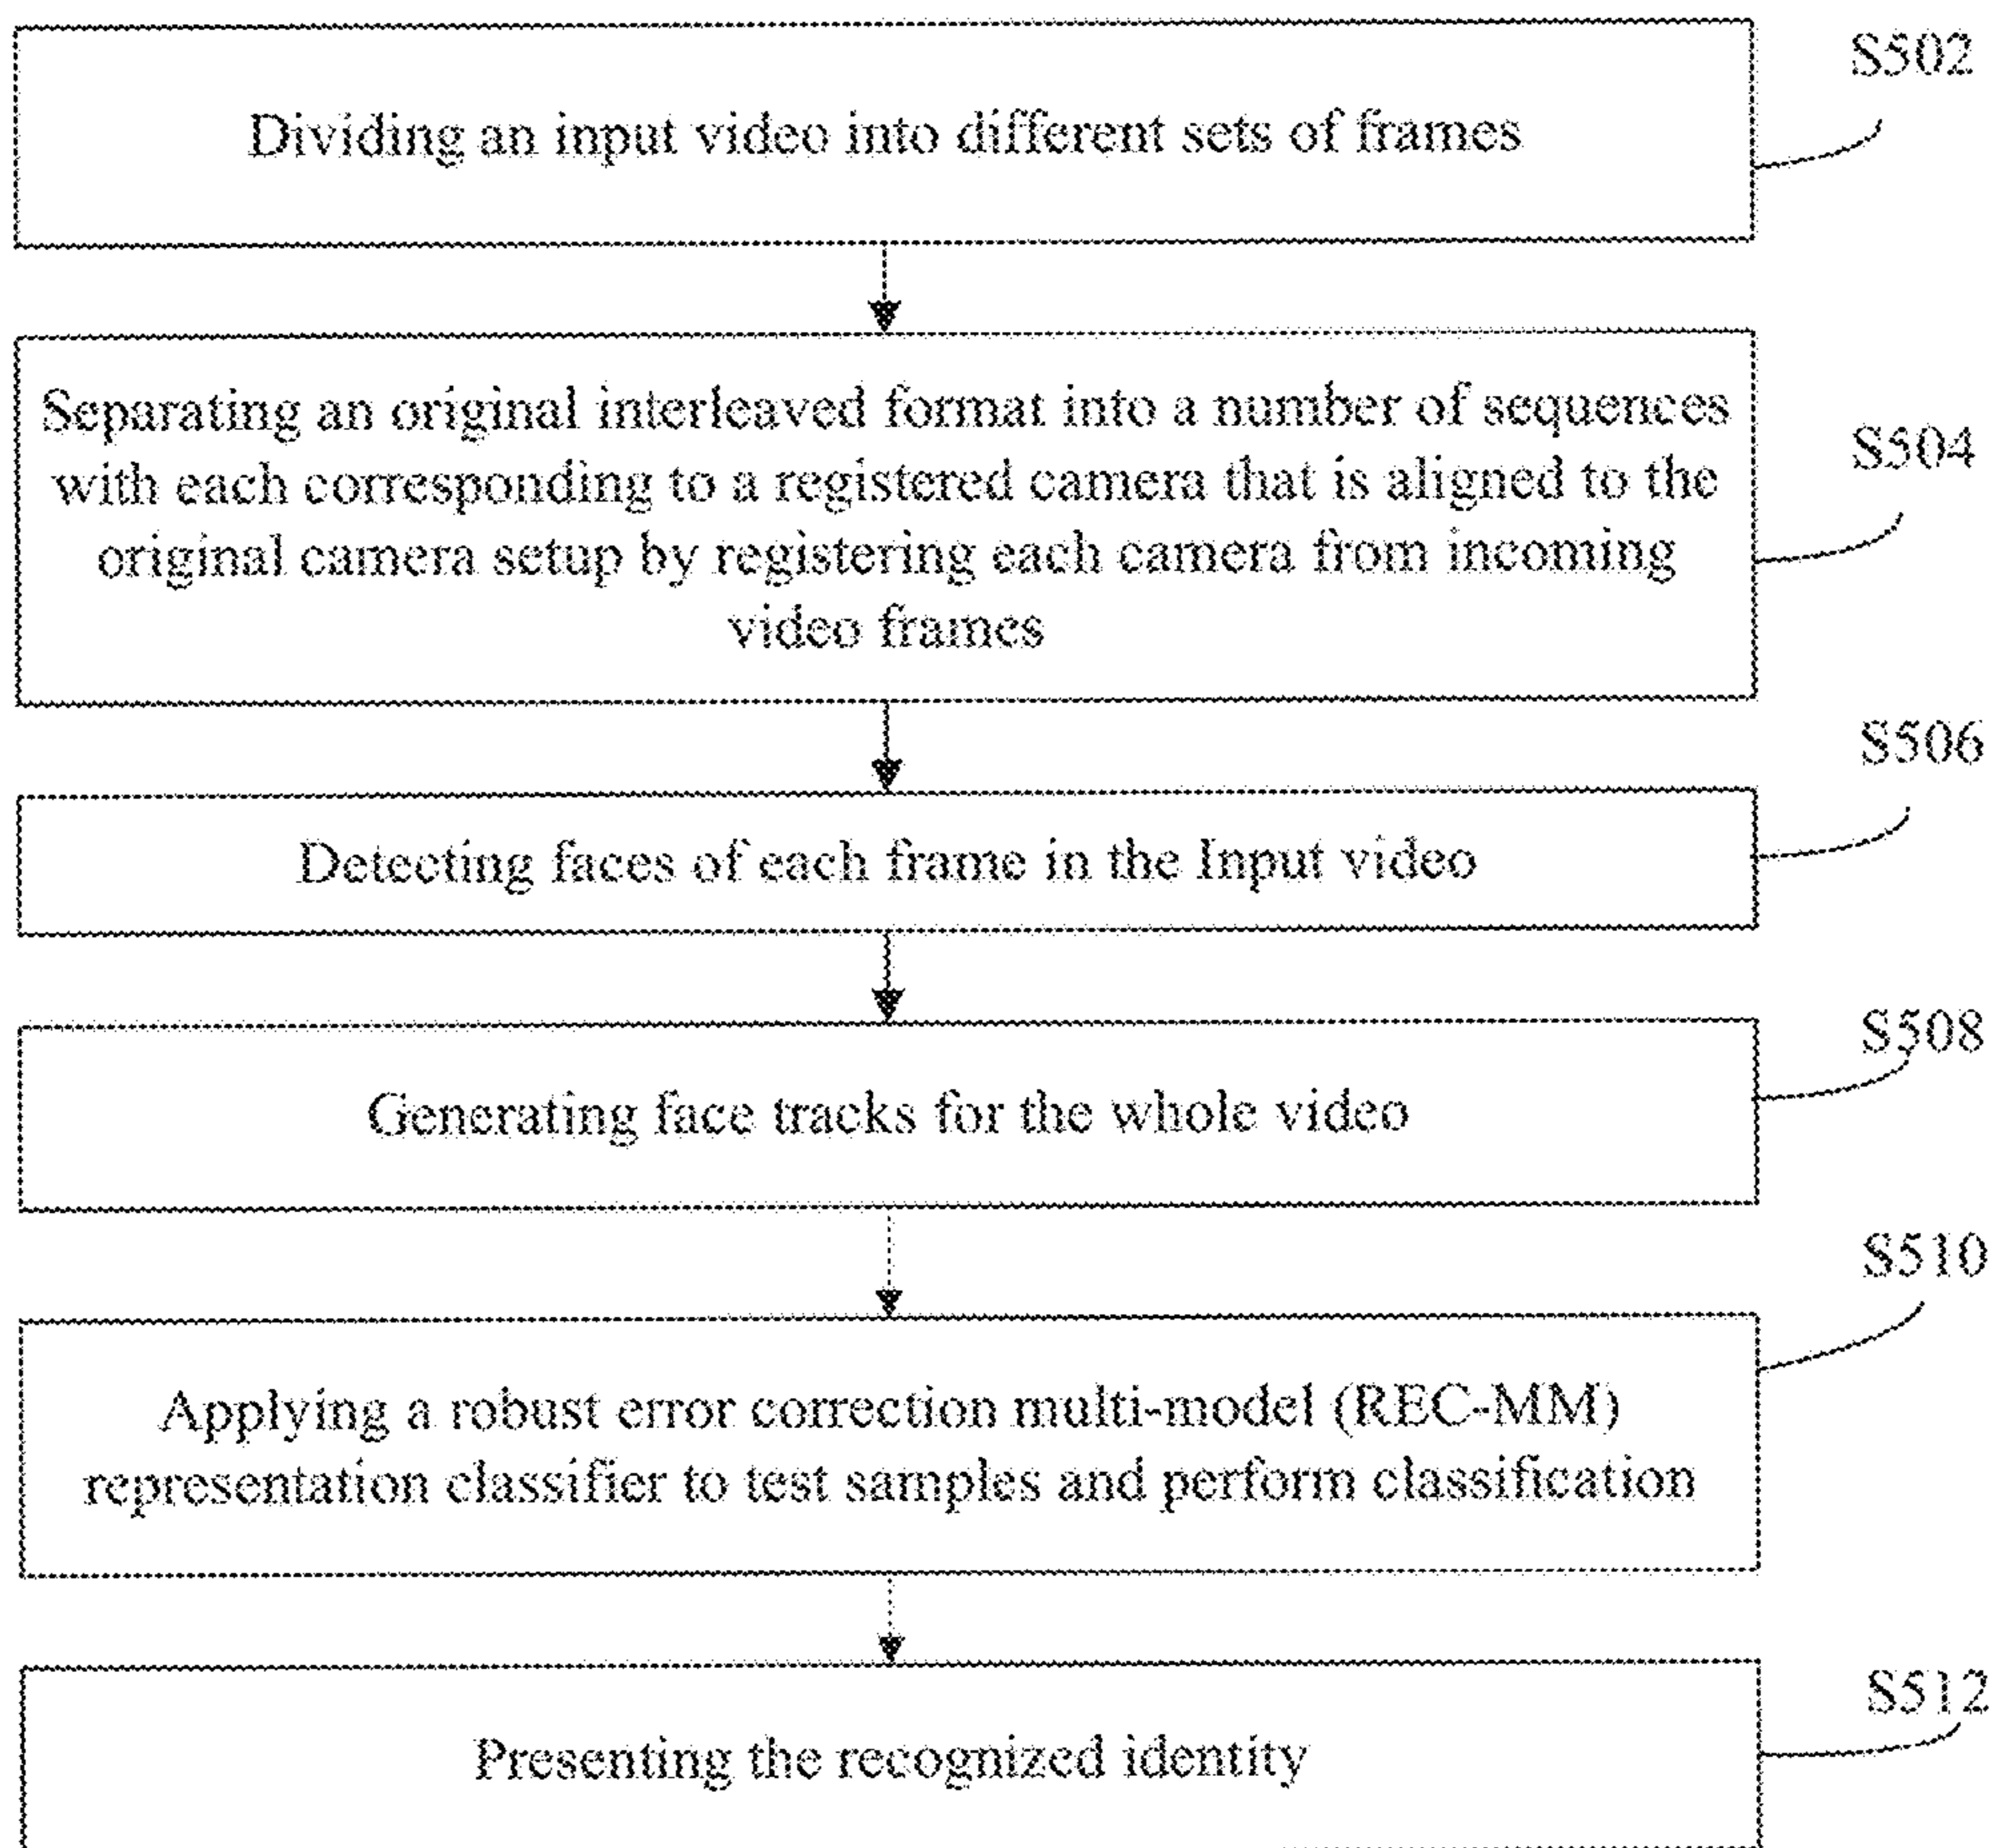 S502
Dividing an input video into different sets of frames
Separating an original interleaved format into a number of sequences
with each corresponding to a registered camera that is aligned to the
original camera setup by registering each camera from incoming
video frames
S504
S506
Detecting faces of each frame in the Input video
S508
Generating face tracks for the whole video
S510
Applying a robust error correction multi-model (REC-MM)
representation classifier to test samples and perform classification
S512
Presenting the recognized identity